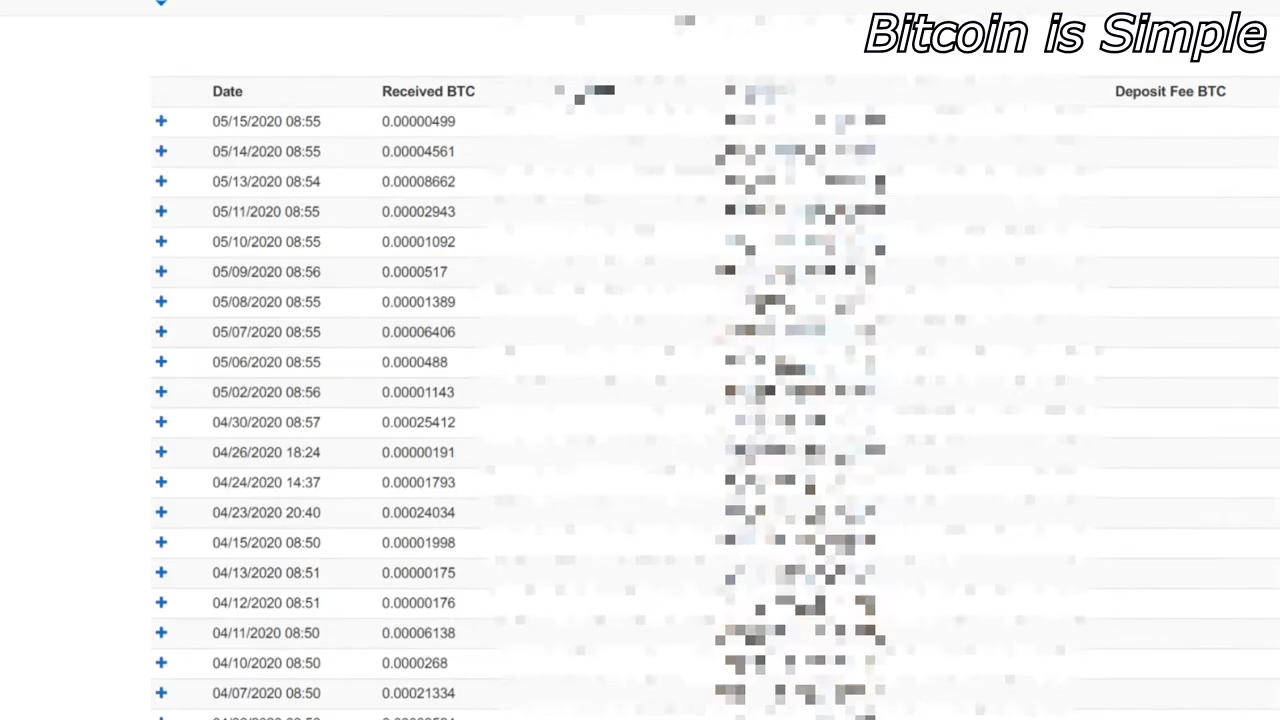 Bitcoin is Simple
Date Received BTC Deposit Fee BTC
05/15/2020 08:55 0.00000499
05/14/2020 08:55 0.00004561
05/13/2020 08:54 0.00008662
05/11/2020 08:55 0.00002943
05/10/2020 08:55 0.00001092
05/09/2020 08:56 0.0000517
05/08/2020 08:55 0.00001389
05/07/2020 08:55 0.00006406
05/06/2020 08:55 0.0000488
05/02/2020 08:56 0.00001143
04/30/2020 08:57 0.00025412
04/26/2020 18:24 0.00000191
04/24/2020 14:37 0.00001793
04/23/2020 20:40 0.00024034
04/15/2020 08:50 0.00001998
04/13/2020 08:51 0.00000175
04/12/2020 08:51 0.00000176
04/11/2020 08:50 0.00006138
04/10/2020 08:50 0.0000268
04/07/2020 08:50 0.00021334